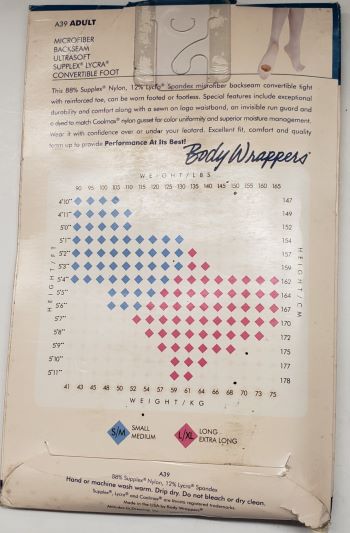 A39 ADULT
MICROFIBER
BACKSEAM
ULTRASOFT
SUPPLEX® LYCRA®
CONVERTIBLE FOOT
This 88% Supplex® Nylon, 12% Lycra® Spandex microfiber backseam convertible tight
with reinforced toe, can be worn footed or footless. Special features include exceptional
durability and comfort along with a sewn on logo waistband, an invisible run guard and
a dyed to match Coolmax® nylon gusset for color uniformity and superior moisture management.
Wear it with confidence over or under your leotard. Excellent fit, comfort and quality
team up to provide Performance At Its Best!
Body Wrappers®
WEIGHT/LBS
90 95 100 105 110 115 120 125 130 135 140 145 150 155 160 165
4'10" 147
4'11" 149
5'0" 152
5'1" 154
5'2" 157
5'3" 159
5'4" 162
5'5" 164
5'6" 167
5'7" 170
5'8" 172
5'9" 175
5'10" 177
5'11" 178
HEIGHT/FT
HEIGHT/CM
41 43 45 48 50 52 54 57 59 61 64 66 68 70 73 75
WEIGHT/KG
S/M SMALL
MEDIUM
L/XL LONG
EXTRA LONG
A39
88% Supplex® Nylon, 12% Lycra® Spandex
Hand or machine wash warm. Drip dry. Do not bleach or dry clean.
Supplex®, Lycra® and Coolmax® are Invista registered trademarks.
Made in the USA by Body Wrappers®